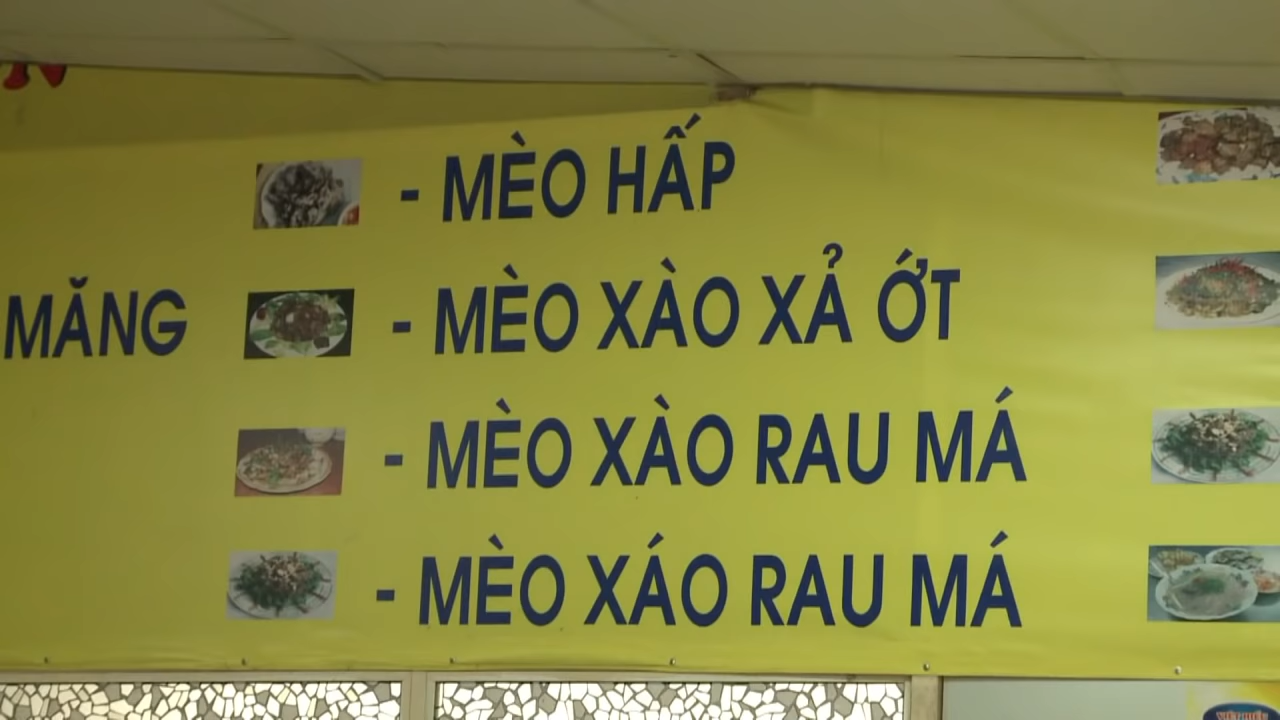 - MÈO HẤP
MĂNG - MÈO XÀO XẢ ỚT
- MÈO XÀO RAU MÁ
- MÈO XÁO RAU MÁ